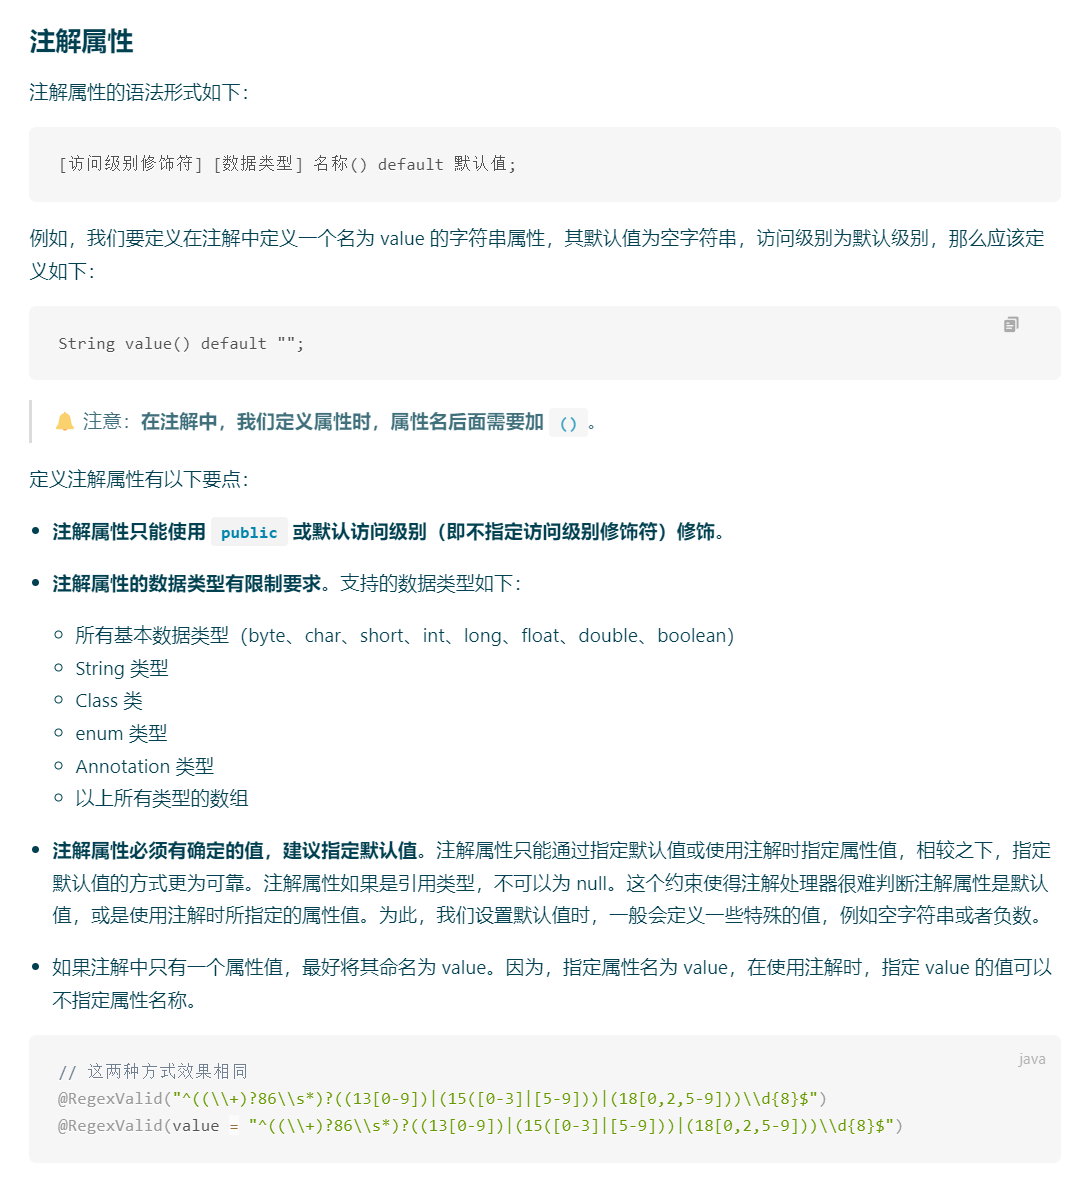 注解属性
注解属性的语法形式如下：
[访问级别修饰符] [数据类型] 名称() default 默认值;
例如，我们要定义在注解中定义一个名为 value 的字符串属性，其默认值为空字符串，访问级别为默认级别，那么应该定
义如下：
String value() default "";
🔔 注意：在注解中，我们定义属性时，属性名后面需要加 ()。
定义注解属性有以下要点：
• 注解属性只能使用 public 或默认访问级别（即不指定访问级别修饰符）修饰。
• 注解属性的数据类型有限制要求。支持的数据类型如下：
◦ 所有基本数据类型（byte、char、short、int、long、float、double、boolean）
◦ String 类型
◦ Class 类
◦ enum 类型
◦ Annotation 类型
◦ 以上所有类型的数组
• 注解属性必须有确定的值，建议指定默认值。注解属性只能通过指定默认值或使用注解时指定属性值，相较之下，指定
默认值的方式更为可靠。注解属性如果是引用类型，不可以为 null。这个约束使得注解处理器很难判断注解属性是默认
值，或是使用注解时所指定的属性值。为此，我们设置默认值时，一般会定义一些特殊的值，例如空字符串或者负数。
• 如果注解中只有一个属性值，最好将其命名为 value。因为，指定属性名为 value，在使用注解时，指定 value 的值可以
不指定属性名称。
java
// 这两种方式效果相同
@RegexValid("^((\\+)?86\\s*)?((13[0-9])|(15([0-3]|[5-9]))|(18[0,2,5-9]))\\d{8}$")
@RegexValid(value = "^((\\+)?86\\s*)?((13[0-9])|(15([0-3]|[5-9]))|(18[0,2,5-9]))\\d{8}$")